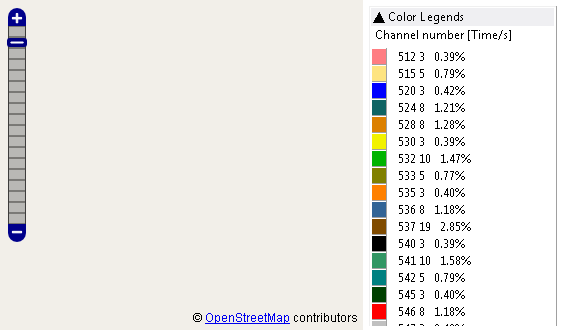 ▲ Color Legends
Channel number [Time/s]
512 3 0.39%
515 5 0.79%
520 3 0.42%
524 8 1.21%
528 8 1.28%
530 3 0.39%
532 10 1.47%
533 5 0.77%
535 3 0.40%
536 8 1.18%
537 19 2.85%
540 3 0.39%
541 10 1.58%
542 5 0.79%
545 3 0.40%
546 8 1.18%
© OpenStreetMap contributors